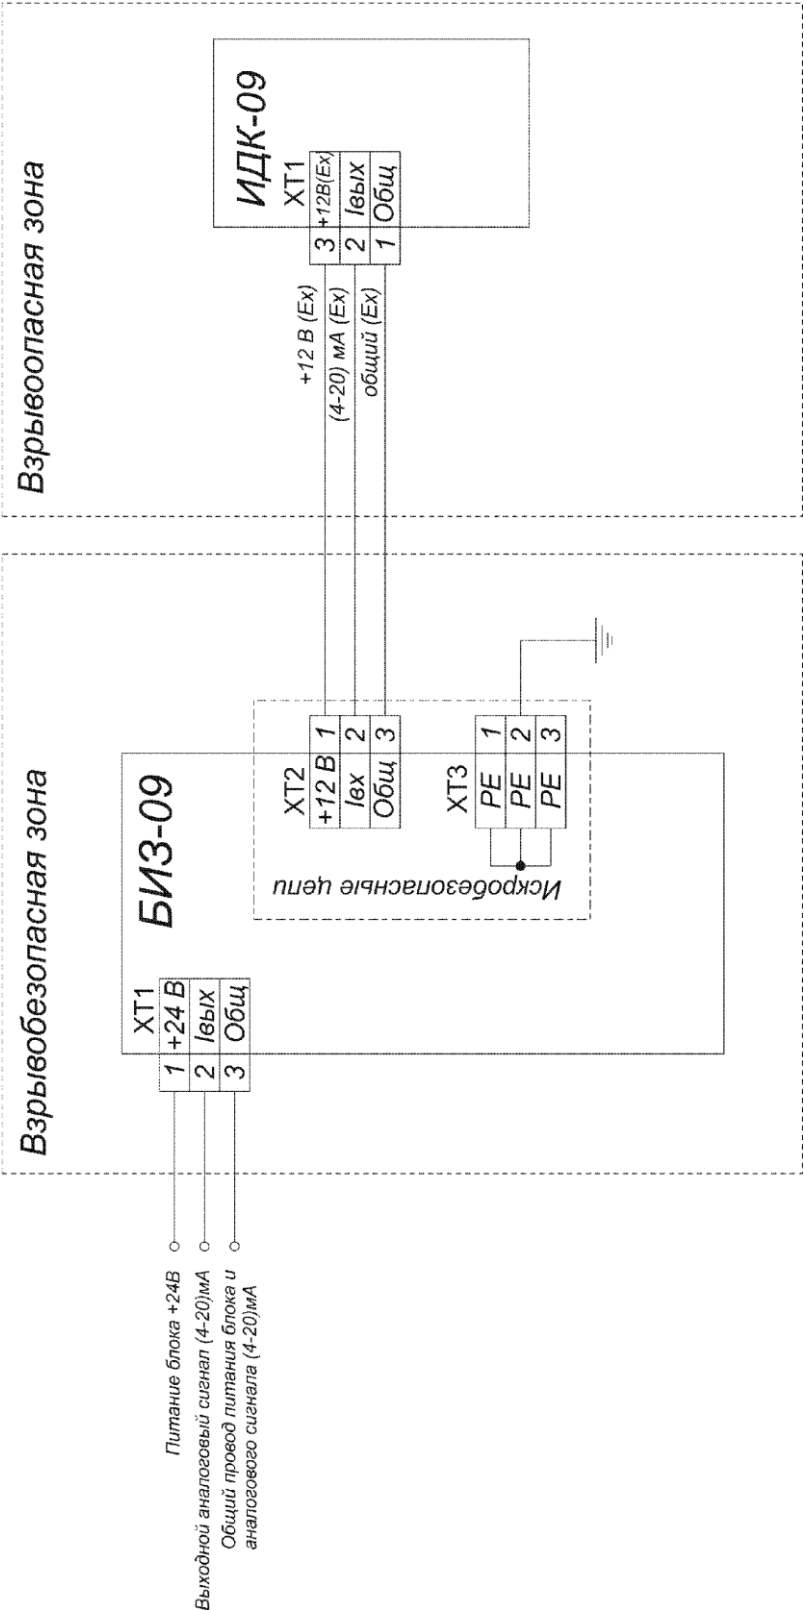 Взрывобезопасная зона
Взрывоопасная зона
БИЗ-09
ИДК-09
XT1
1 +24 В
2 Iвых
3 Общ
Питание блока +24В
Выходной аналоговый сигнал (4-20)мА
Общий провод питания блока и
аналогового сигнала (4-20)мА
Искробезопасные цепи
XT2
+12 В 1
Iвх 2
Общ 3
XT3
PE 1
PE 2
PE 3
+12 В (Ex)
(4-20) мА (Ex)
общий (Ex)
XT1
3 +12В(Ex)
2 Iвых
1 Общ